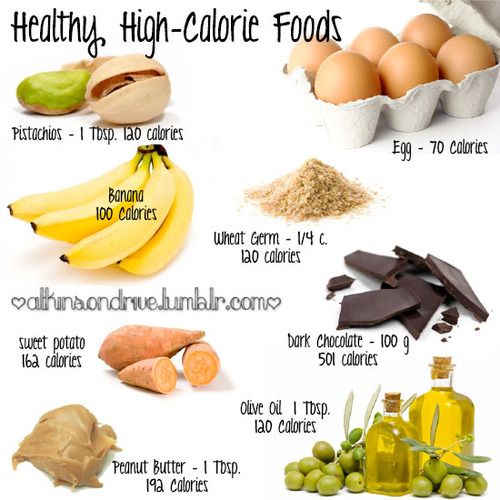 Healthy, High-Calorie Foods
Pistachios - 1 Tbsp. 120 calories
Egg - 70 Calories
Banana
100 Calories
Wheat Germ - 1/4 c.
120 calories
♥atkinsondrive.tumblr.com♥
sweet potato
162 calories
Dark Chocolate - 100 g
501 calories
Olive Oil 1 Tbsp.
120 Calories
Peanut Butter - 1 Tbsp.
192 Calories